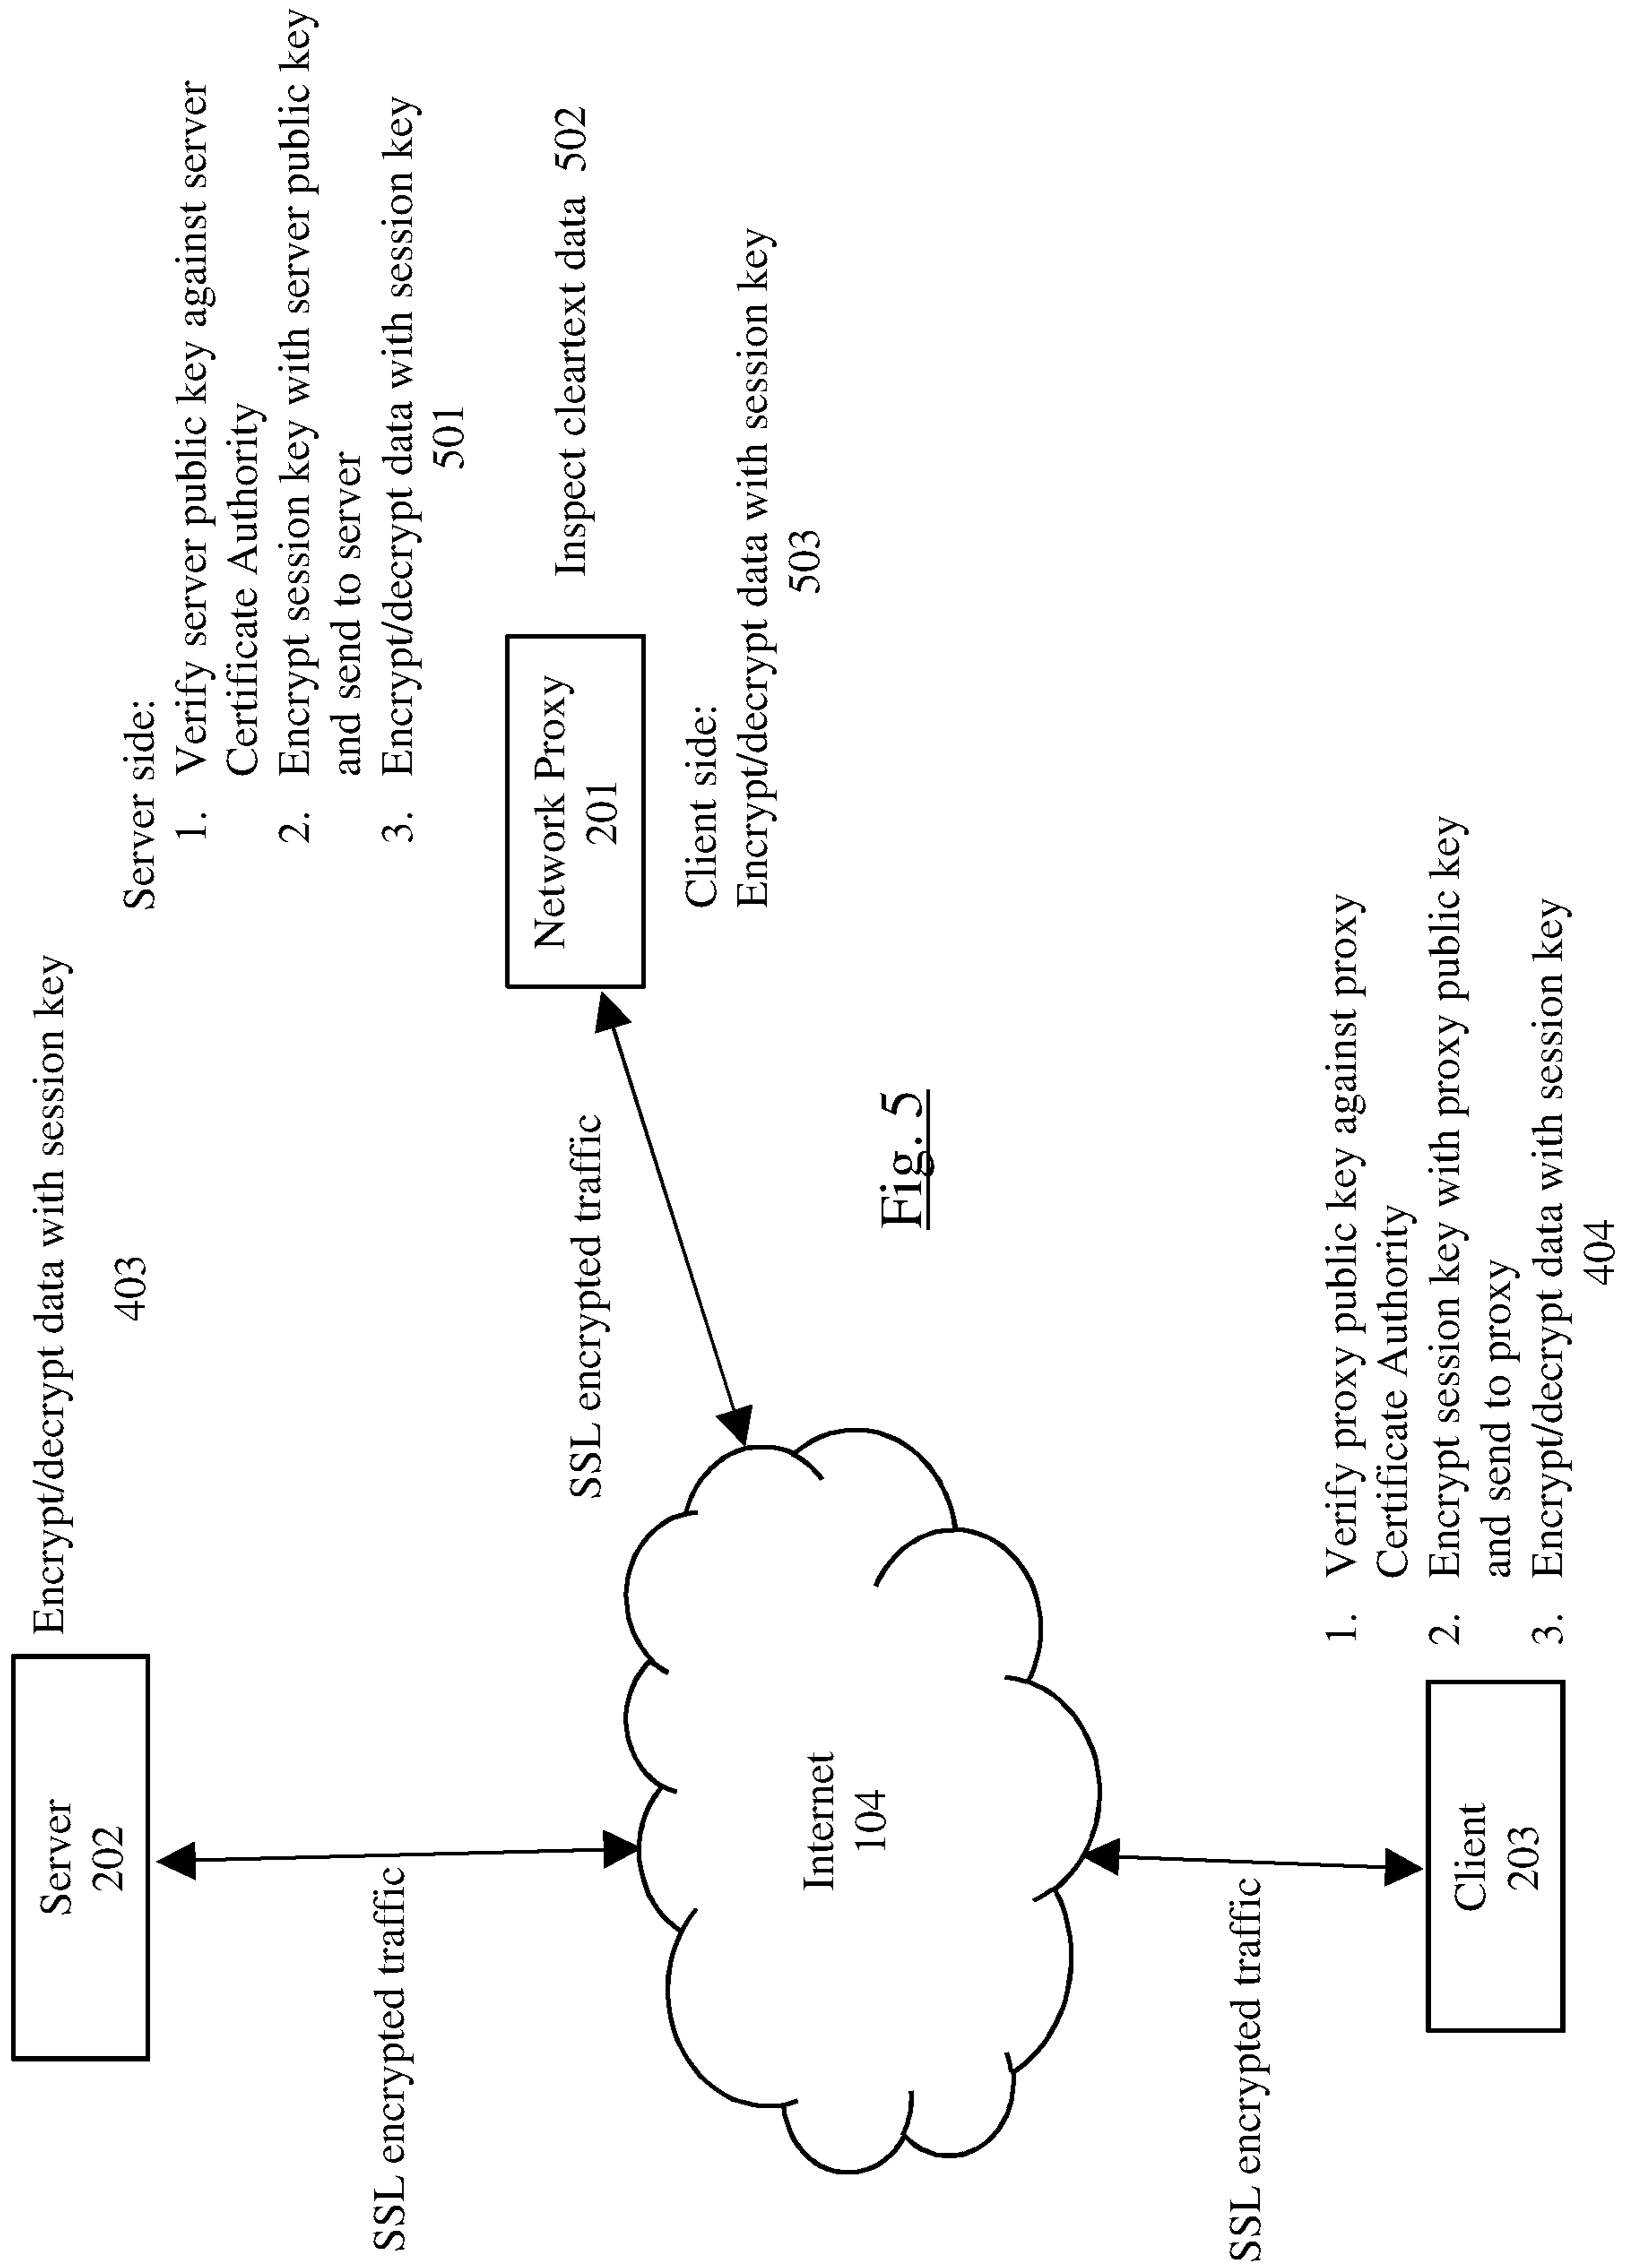 Server
202
Encrypt/decrypt data with session key
403
Server side:
1. Verify server public key against server
Certificate Authority
2. Encrypt session key with server public key
and send to server
3. Encrypt/decrypt data with session key
501
SSL encrypted traffic
SSL encrypted traffic
Network Proxy
201
Inspect cleartext data 502
Client side:
Encrypt/decrypt data with session key
503
Internet
104
Fig. 5
SSL encrypted traffic
Client
203
1. Verify proxy public key against proxy
Certificate Authority
2. Encrypt session key with proxy public key
and send to proxy
3. Encrypt/decrypt data with session key
404